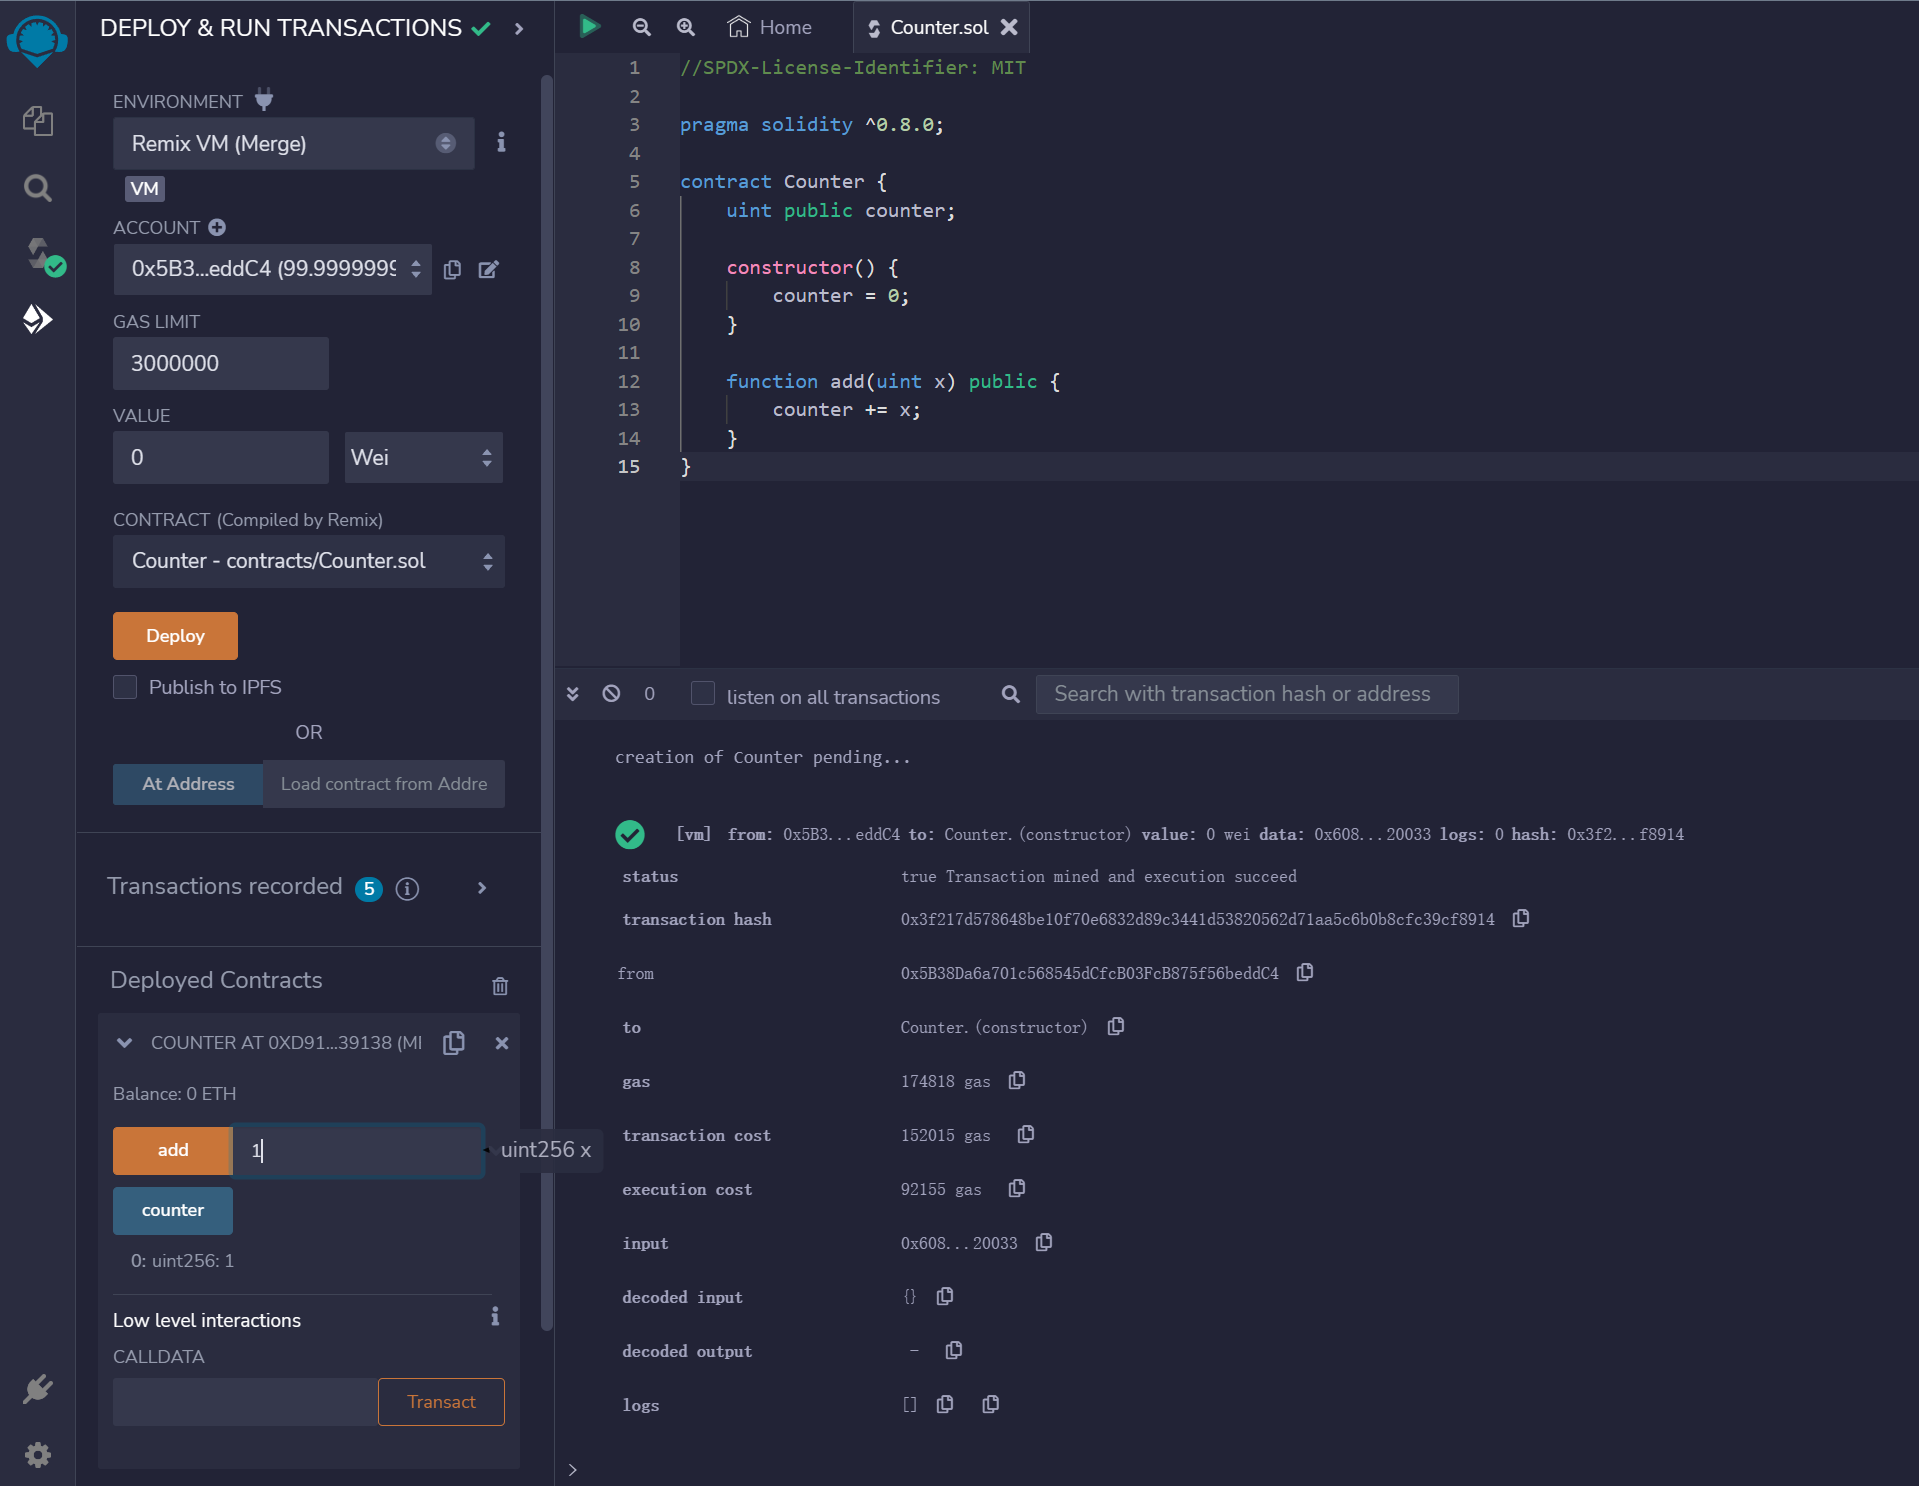 DEPLOY & RUN TRANSACTIONS
ENVIRONMENT
Remix VM (Merge)
VM
ACCOUNT
0x5B3...eddC4 (99.9999999
GAS LIMIT
3000000
VALUE
0
Wei
CONTRACT (Compiled by Remix)
Counter - contracts/Counter.sol
Deploy
Publish to IPFS
OR
At Address
Load contract from Addre
Transactions recorded 5
Deployed Contracts
COUNTER AT 0XD91...39138 (MI
Balance: 0 ETH
add
1
uint256 x
counter
0: uint256: 1
Low level interactions
CALLDATA
Transact
Home
Counter.sol
1 //SPDX-License-Identifier: MIT
2
3 pragma solidity ^0.8.0;
4
5 contract Counter {
6 uint public counter;
7
8 constructor() {
9 counter = 0;
10 }
11
12 function add(uint x) public {
13 counter += x;
14 }
15 }
0
listen on all transactions
Search with transaction hash or address
creation of Counter pending...
[vm] from: 0x5B3...eddC4 to: Counter.(constructor) value: 0 wei data: 0x608...20033 logs: 0 hash: 0x3f2...f8914
status true Transaction mined and execution succeed
transaction hash 0x3f217d578648be10f70e6832d89c3441d53820562d71aa5c6b0b8cfc39cf8914
from 0x5B38Da6a701c568545dCfcB03FcB875f56beddC4
to Counter.(constructor)
gas 174818 gas
transaction cost 152015 gas
execution cost 92155 gas
input 0x608...20033
decoded input {}
decoded output -
logs []
>